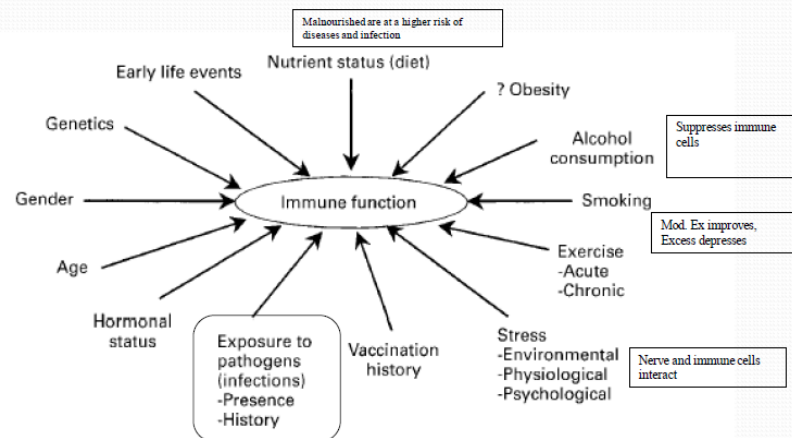 Malnourished are at a higher risk of
diseases and infection
Nutrient status (diet)
Early life events
? Obesity
Genetics
Alcohol
consumption
Suppresses immune
cells
Gender
Immune function
Smoking
Mod. Ex improves,
Excess depresses
Age
Exercise
-Acute
-Chronic
Hormonal
status
Exposure to
pathogens
(infections)
-Presence
-History
Vaccination
history
Stress
-Environmental
-Physiological
-Psychological
Nerve and immune cells
interact